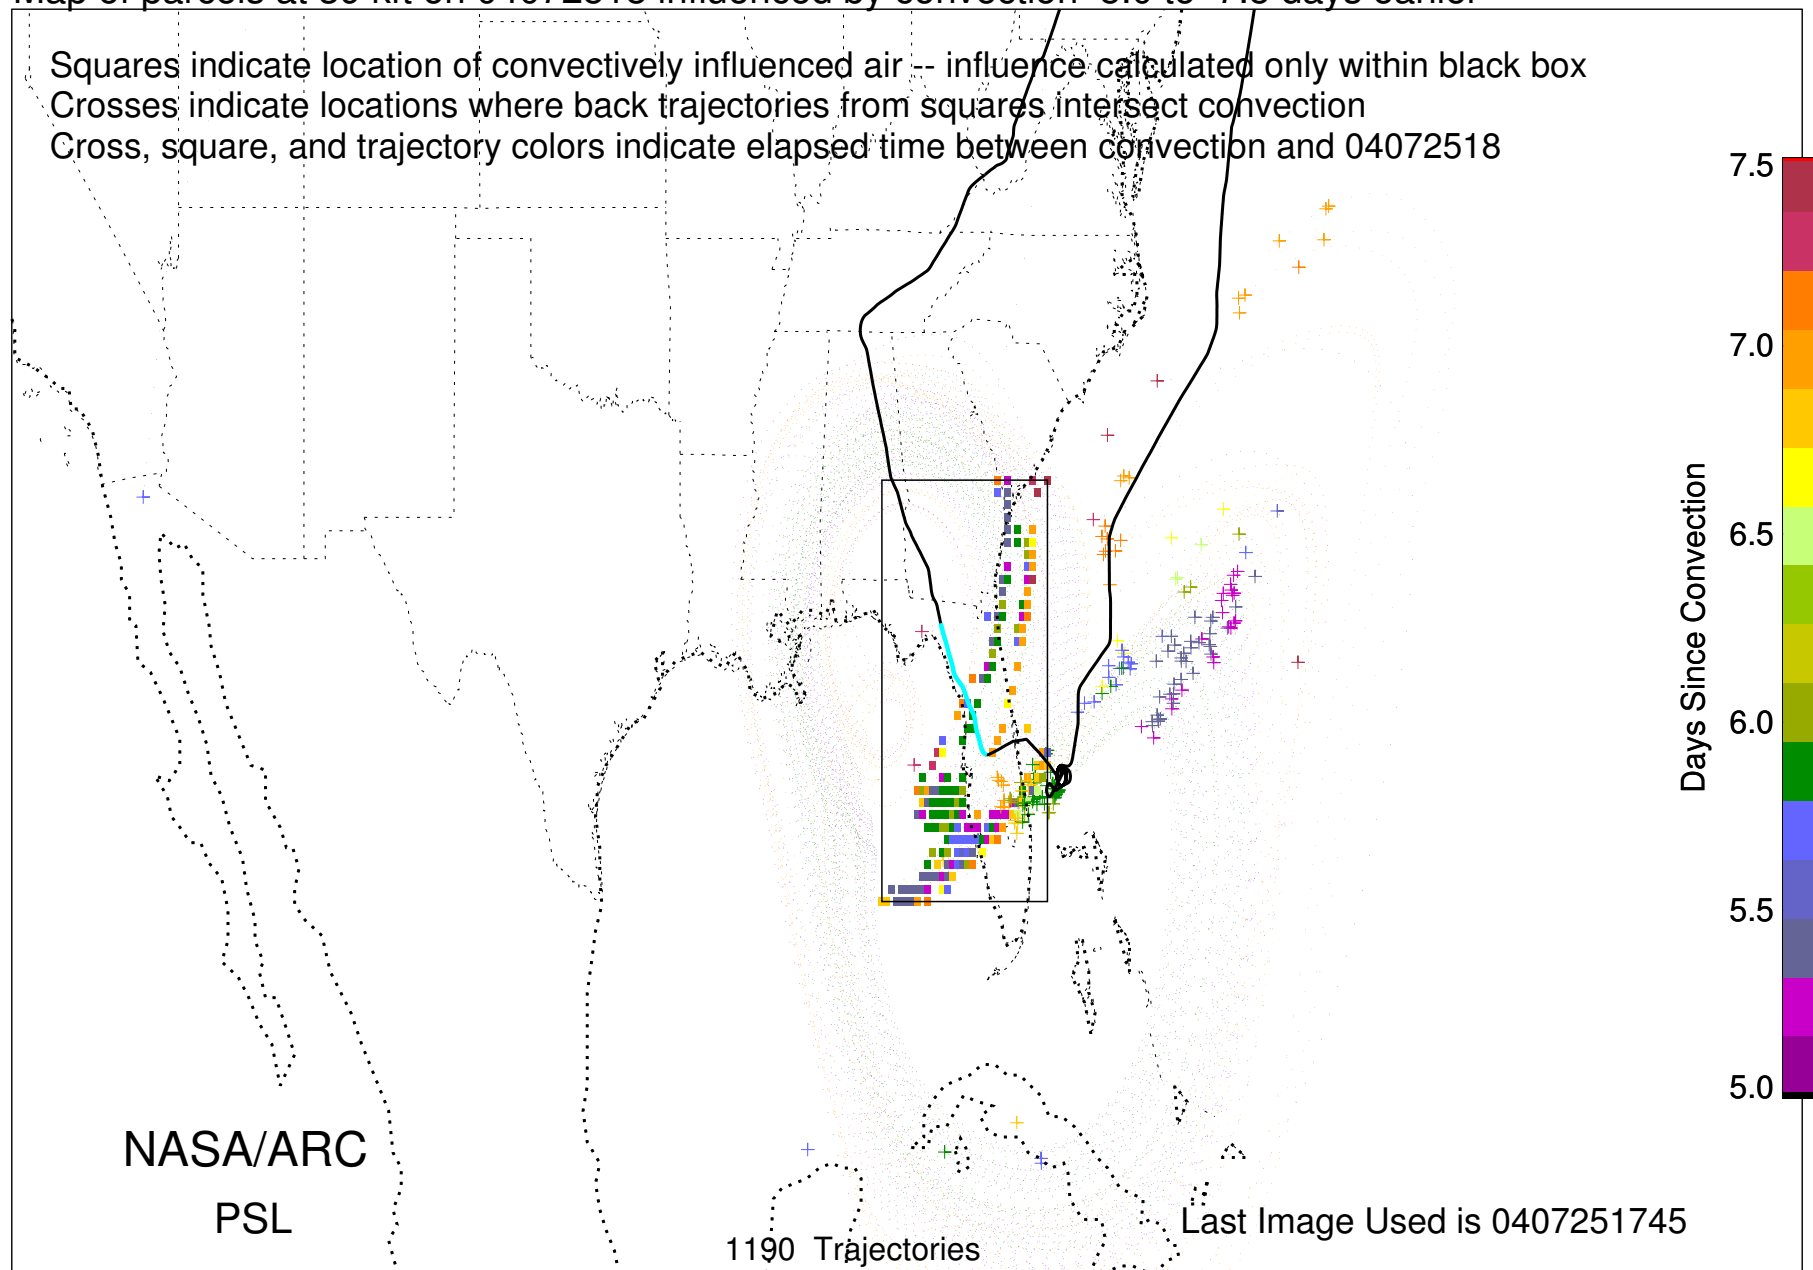 Squares indicate location of convectively influenced air -- influence calculated only within black box
Crosses indicate locations where back trajectories from squares intersect convection
Cross, square, and trajectory colors indicate elapsed time between convection and 04072518
7.5
7.0
6.5
6.0
5.5
5.0
Days Since Convection
NASA/ARC
PSL
Last Image Used is 0407251745
1190 Trajectories